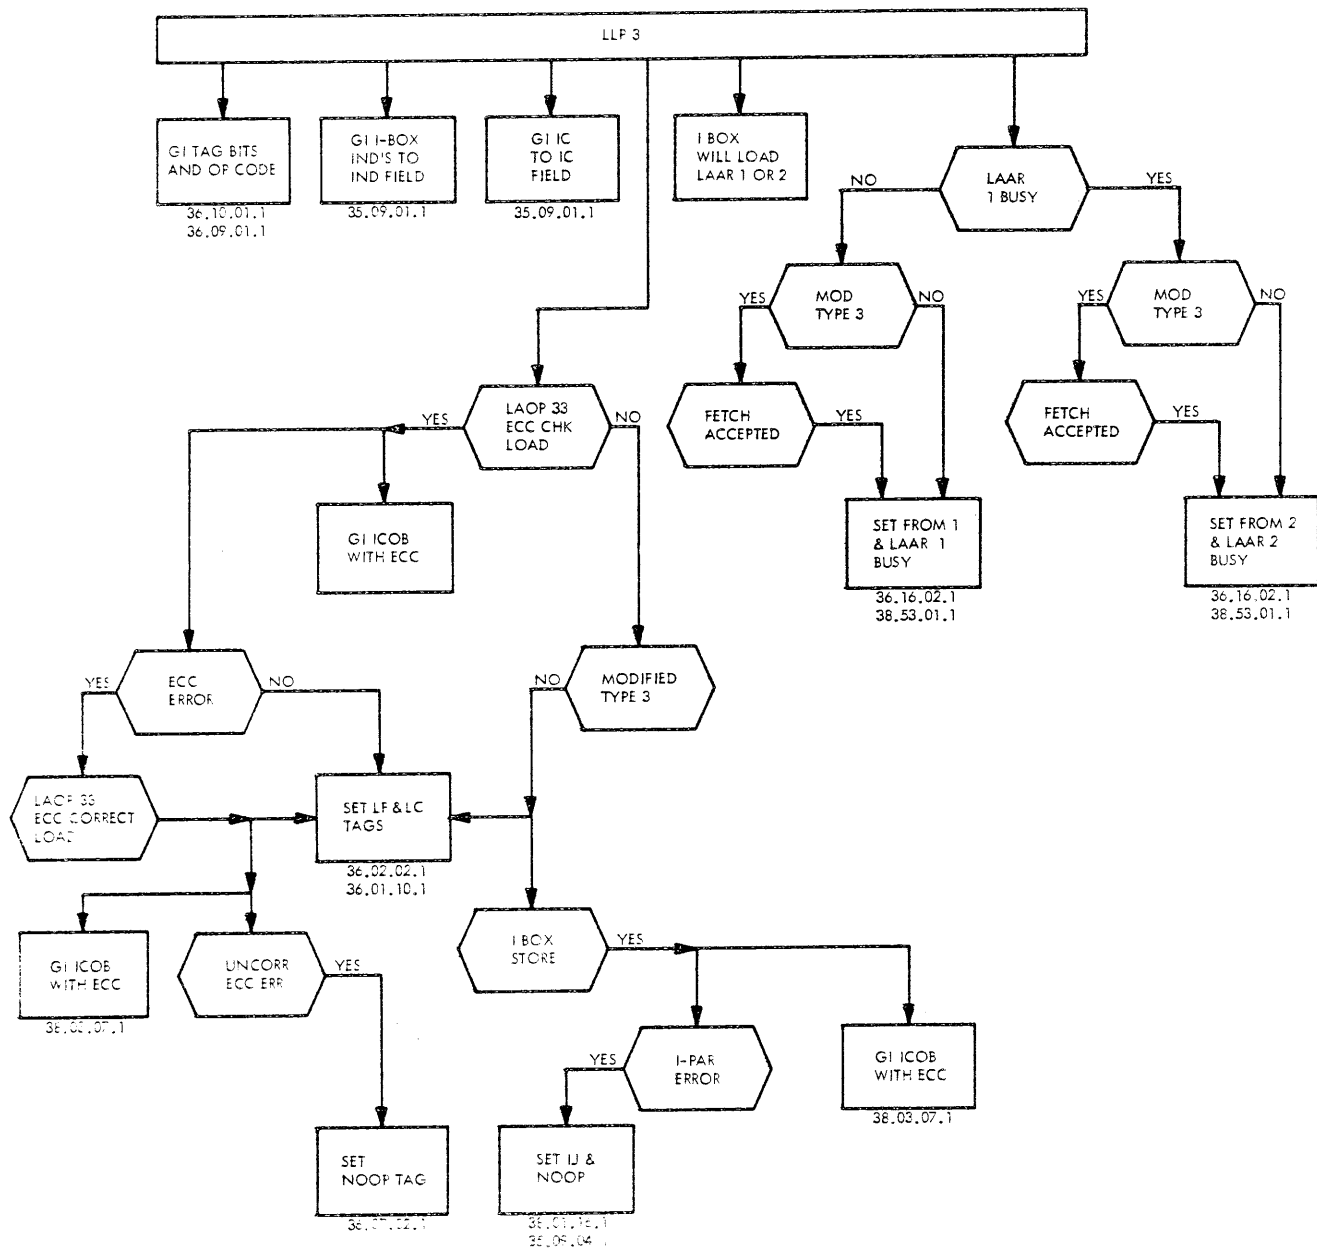 LLP 3
GI TAG BITS
AND OP CODE
36.10.01.1
36.09.01.1
GI I-BOX
IND'S TO
IND FIELD
35.09.01.1
GI IC
TO IC
FIELD
35.09.01.1
I BOX
WILL LOAD
LAAR 1 OR 2
NO
LAAR
1 BUSY
YES
YES
MOD
TYPE 3
NO
YES
MOD
TYPE 3
NO
FETCH
ACCEPTED
YES
FETCH
ACCEPTED
YES
YES
LAOP 33
ECC CHK
LOAD
NO
GI ICOB
WITH ECC
SET FROM 1
& LAAR 1
BUSY
36.16.02.1
38.53.01.1
SET FROM 2
& LAAR 2
BUSY
36.16.02.1
38.53.01.1
YES
ECC
ERROR
NO
NO
MODIFIED
TYPE 3
LAOP 33
ECC CORRECT
LOAD
SET LF & LC
TAGS
36.02.02.1
36.01.10.1
GI ICOB
WITH ECC
UNCORR
ECC ERR
YES
I BOX
STORE
YES
YES
I-PAR
ERROR
GI ICOB
WITH ECC
38.03.07.1
SET
NOOP TAG
SET IJ &
NOOP